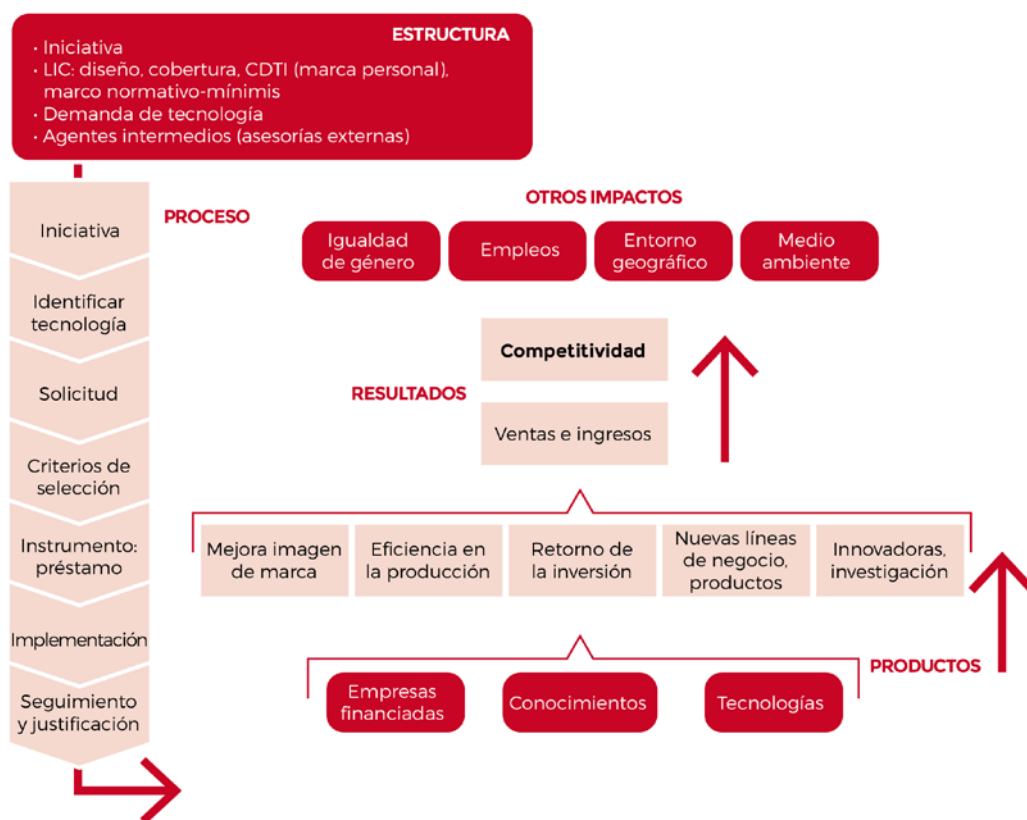 ESTRUCTURA
· Iniciativa
· LIC: diseño, cobertura, CDTI (marca personal),
marco normativo-mínimis
· Demanda de tecnología
· Agentes intermedios (asesorías externas)
PROCESO
Iniciativa
Identificar
tecnología
Solicitud
Criterios de
selección
Instrumento:
préstamo
Implementación
Seguimiento
y justificación
OTROS IMPACTOS
Igualdad
de género
Empleos
Entorno
geográfico
Medio
ambiente
Competitividad
RESULTADOS
Ventas e ingresos
Mejora imagen
de marca
Eficiencia en
la producción
Retorno de
la inversión
Nuevas líneas
de negocio,
productos
Innovadoras,
investigación
PRODUCTOS
Empresas
financiadas
Conocimientos
Tecnologías